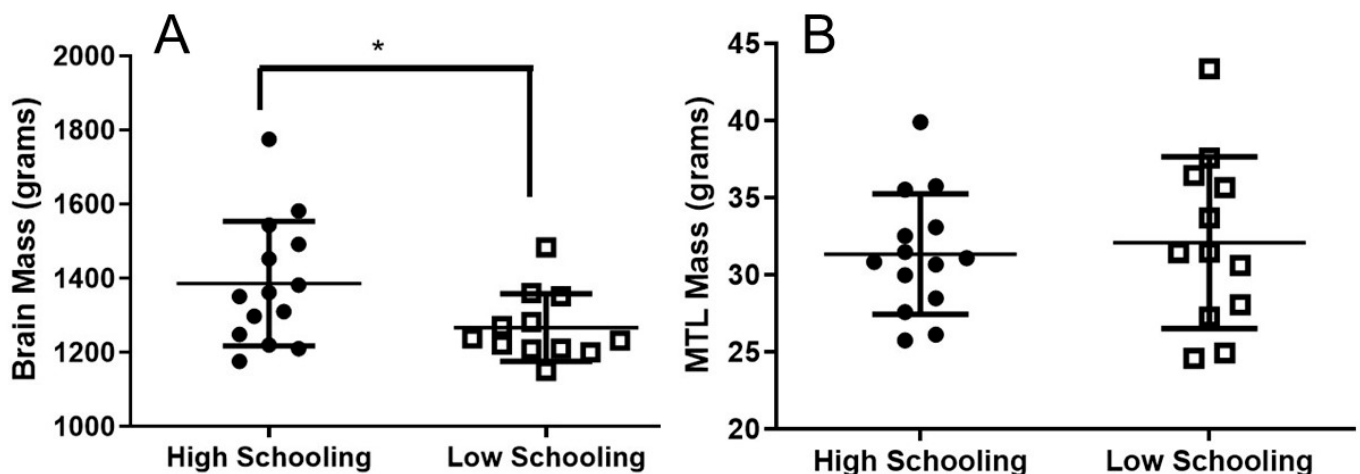 A
*
2000
1800
1600
1400
1200
1000
Brain Mass (grams)
High Schooling
Low Schooling
B
45
40
35
30
25
20
MTL Mass (grams)
High Schooling
Low Schooling